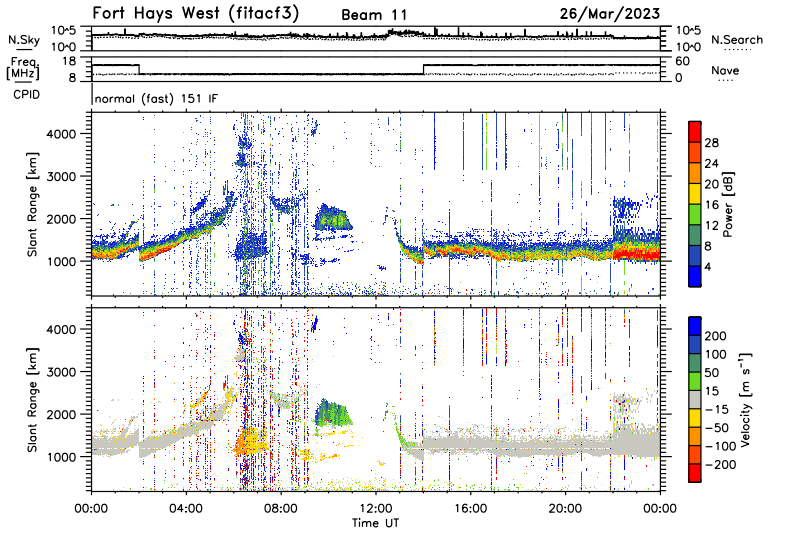 Fort Hays West (fitacf3) Beam 11 26/Mar/2023
N.Sky 10^5 10^0 10^5 10^0 N.Search
Freq. [MHz] 18 8 60 0 Nave
CPID normal (fast) 151 IF
Slant Range [km]
4000
3000
2000
1000
Power [dB]
28
24
20
16
12
8
4
Slant Range [km]
4000
3000
2000
1000
Velocity [m s⁻¹]
200
100
50
15
−15
−50
−100
−200
00:00 04:00 08:00 12:00 16:00 20:00 00:00
Time UT